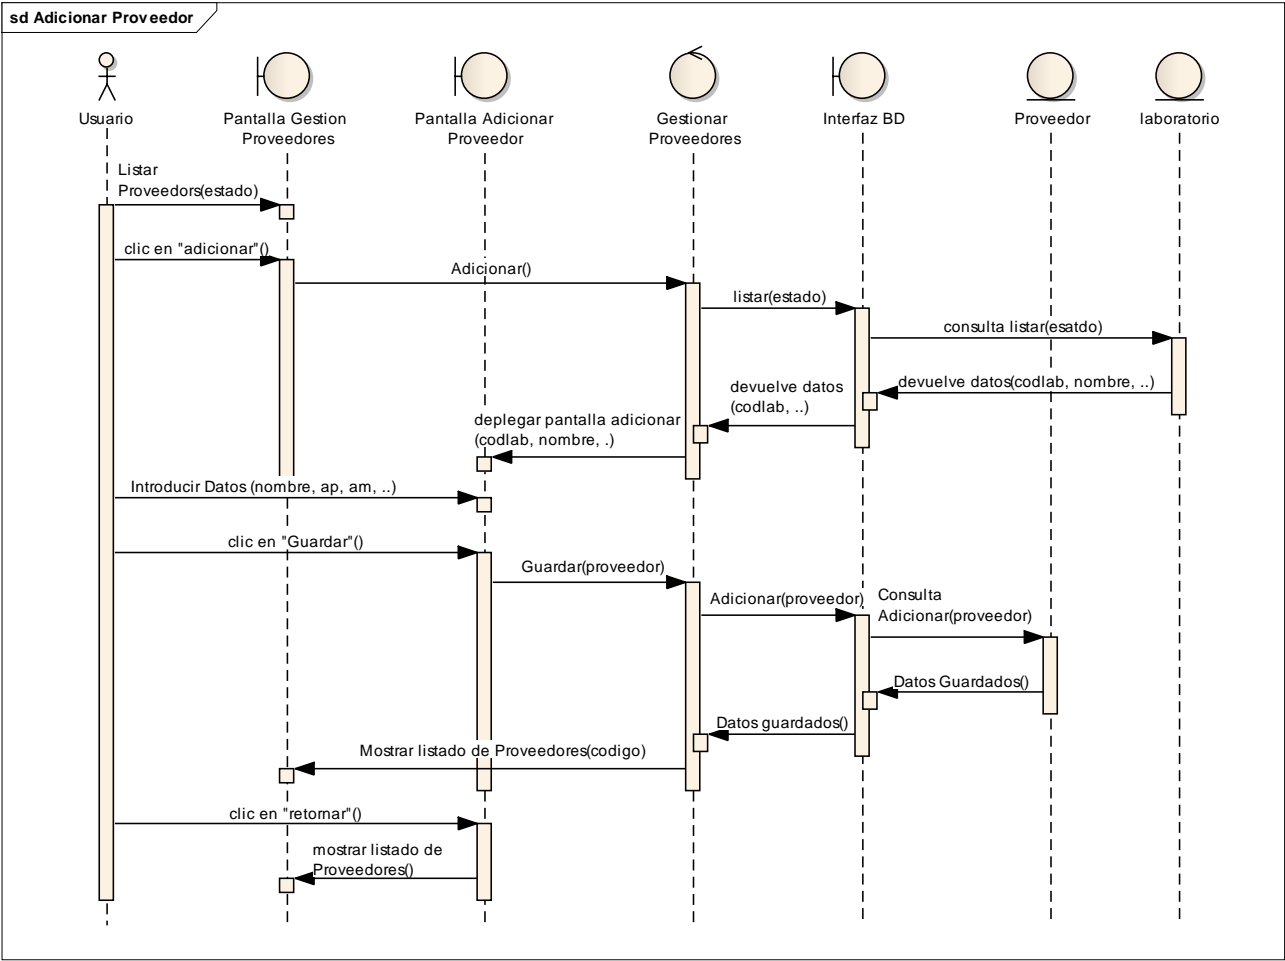 sd Adicionar Proveedor
Usuario
Pantalla Gestion
Proveedores
Pantalla Adicionar
Proveedor
Gestionar
Proveedores
Interfaz BD
Proveedor
laboratorio
Listar
Proveedors(estado)
clic en "adicionar"()
Adicionar()
listar(estado)
consulta listar(esatdo)
devuelve datos(codlab, nombre, ..)
devuelve datos
(codlab, ..)
deplegar pantalla adicionar
(codlab, nombre, .)
Introducir Datos (nombre, ap, am, ..)
clic en "Guardar"()
Guardar(proveedor)
Adicionar(proveedor)
Consulta
Adicionar(proveedor)
Datos Guardados()
Datos guardados()
Mostrar listado de Proveedores(codigo)
clic en "retornar"()
mostrar listado de
Proveedores()